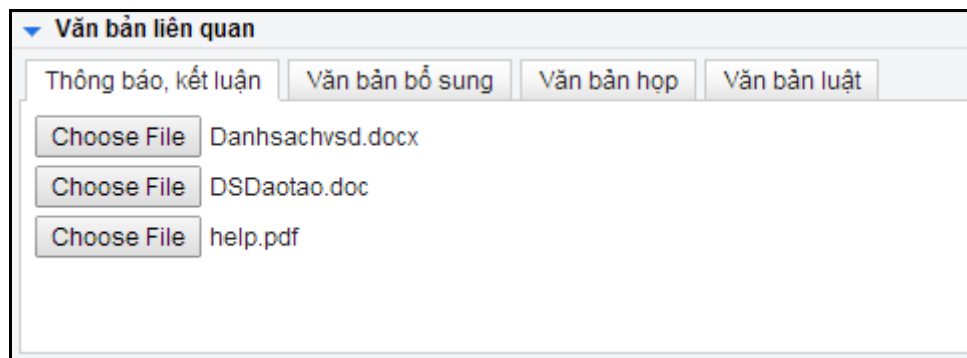 Văn bản liên quan
Thông báo, kết luận Văn bản bổ sung Văn bản họp Văn bản luật
Choose File Danhsachvsd.docx
Choose File DSDaotao.doc
Choose File help.pdf